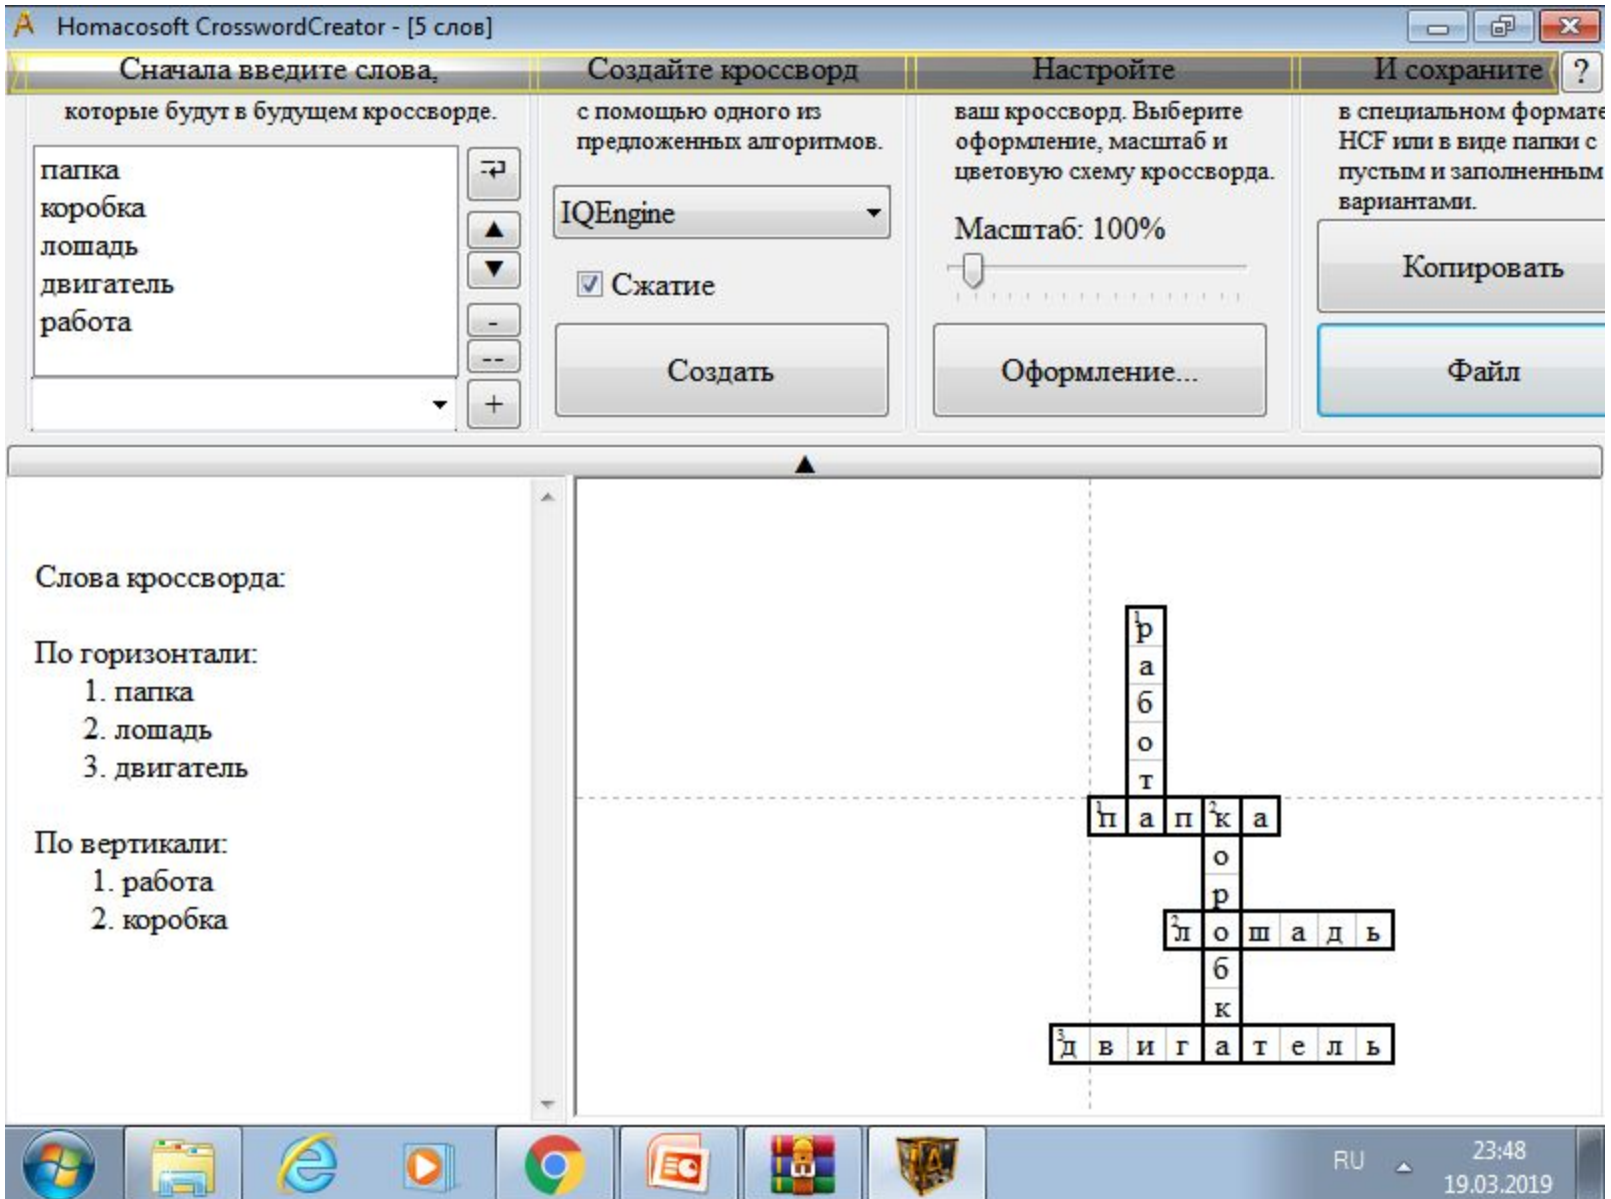 Homacosoft CrosswordCreator - [5 слов]
Сначала введите слова,
которые будут в будущем кроссворде.
папка
коробка
лошадь
двигатель
работа
-
--
+
Создайте кроссворд
с помощью одного из
предложенных алгоритмов.
IQEngine
Сжатие
Создать
Настройте
ваш кроссворд. Выберите
оформление, масштаб и
цветовую схему кроссворда.
Масштаб: 100%
Оформление...
И сохраните
?
в специальном формате
HCF или в виде папки с
пустым и заполненным
вариантами.
Копировать
Файл
Слова кроссворда:
По горизонтали:
1. папка
2. лошадь
3. двигатель
По вертикали:
1. работа
2. коробка
1
р
а
б
о
т
1 п а п 2 к а
о
р
2 л о ш а д ь
б
к
3 д в и г а т е л ь
RU
23:48
19.03.2019